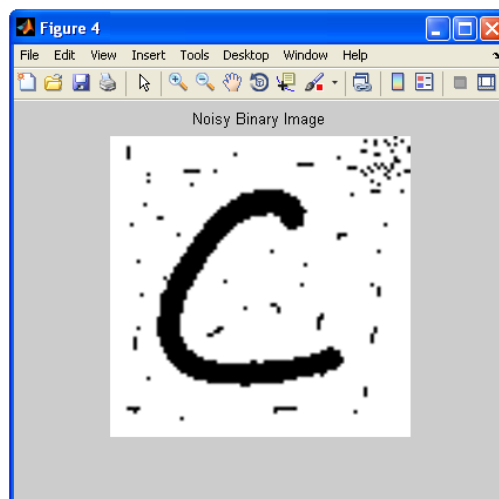 Figure 4
File Edit View Insert Tools Desktop Window Help
Noisy Binary Image
C